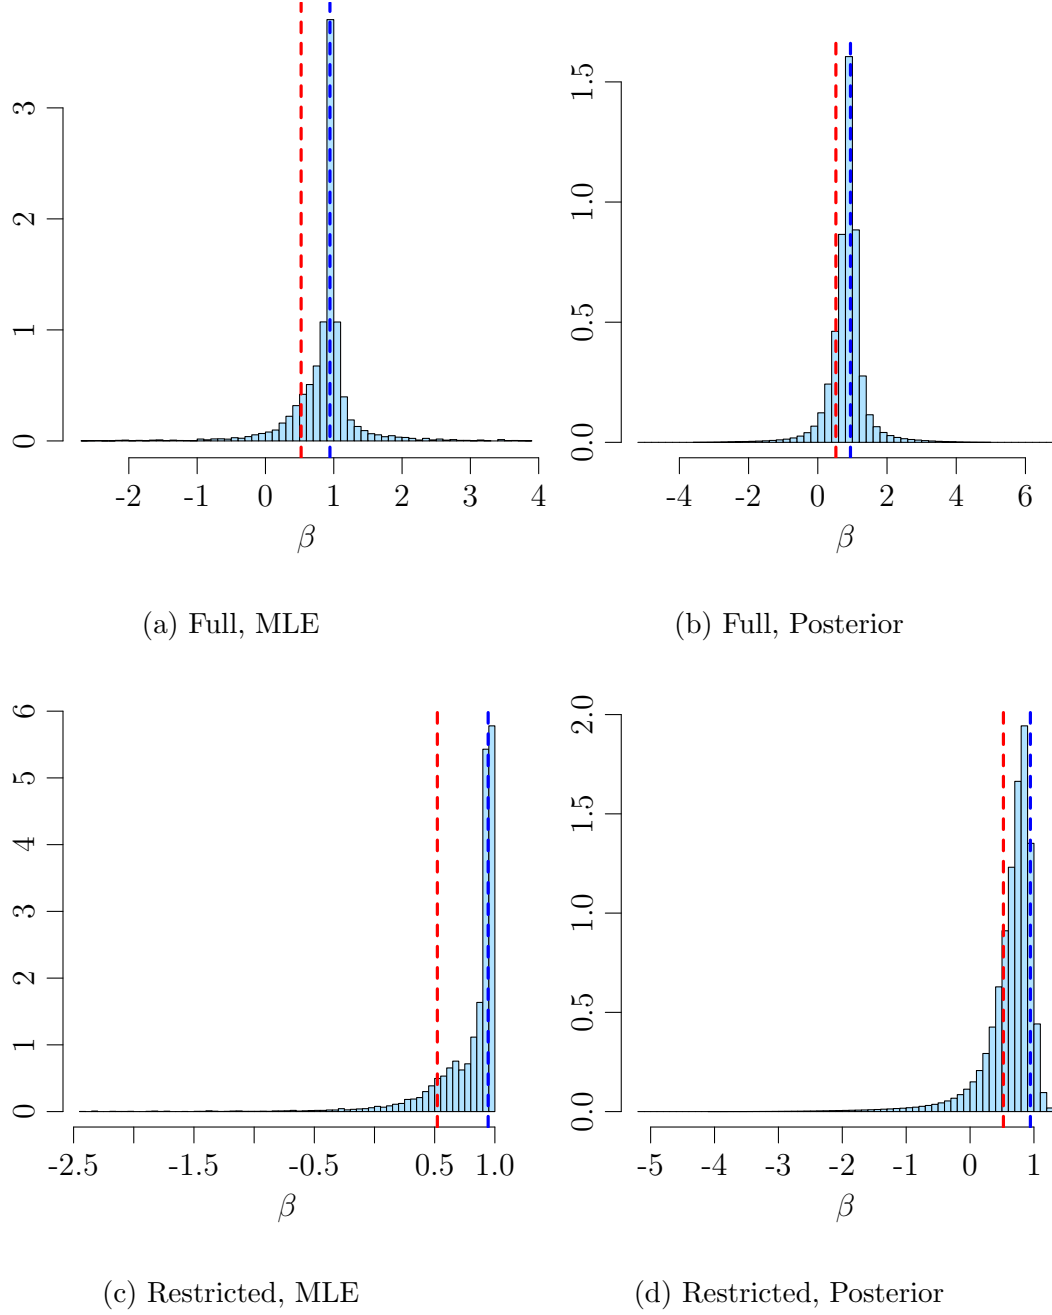 3
2
1
0
-2 -1 0 1 2 3 4
β
(a) Full, MLE
1.5
1.0
0.5
0.0
-4 -2 0 2 4 6
β
(b) Full, Posterior
6
5
4
3
2
1
0
-2.5 -1.5 -0.5 0.5 1.0
β
(c) Restricted, MLE
2.0
1.5
1.0
0.5
0.0
-5 -4 -3 -2 -1 0 1
β
(d) Restricted, Posterior